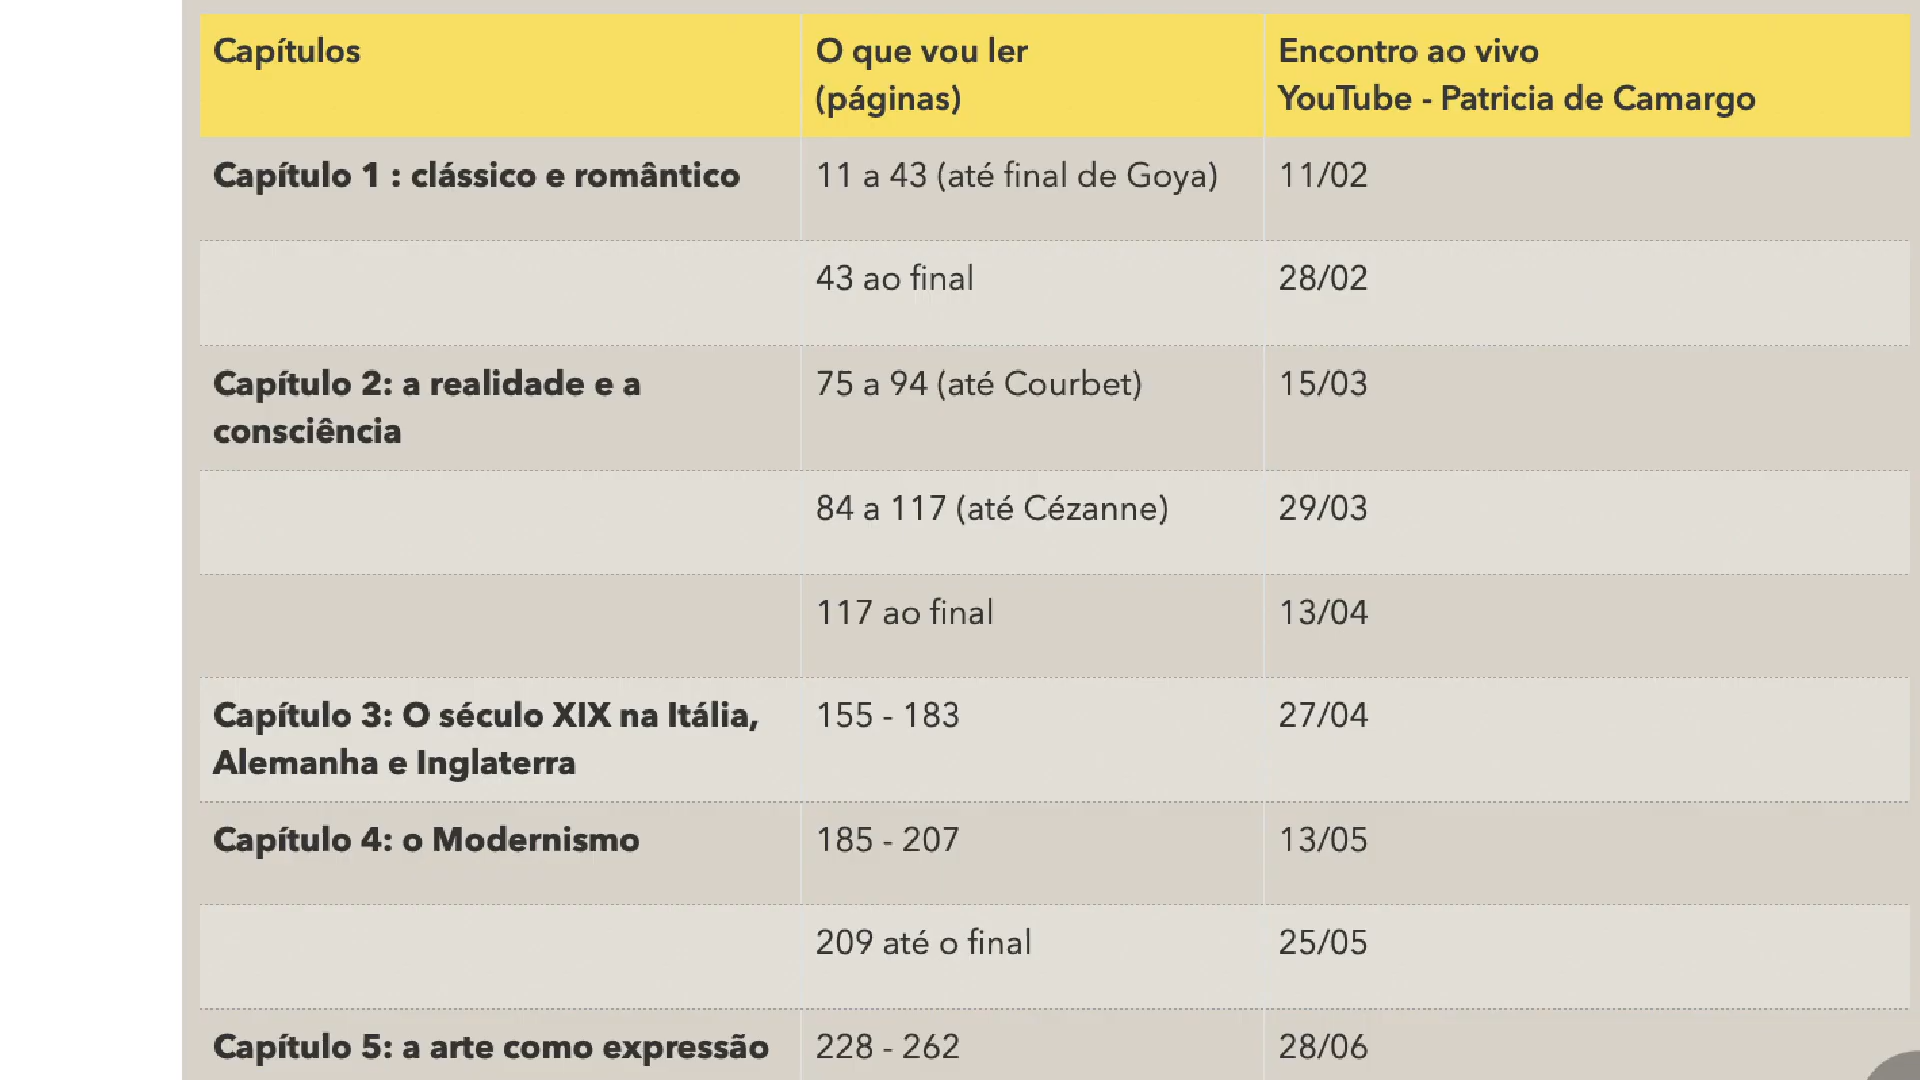 Capítulos
O que vou ler
(páginas)
Encontro ao vivo
YouTube - Patricia de Camargo
Capítulo 1 : clássico e romântico
11 a 43 (até final de Goya)
11/02
43 ao final
28/02
Capítulo 2: a realidade e a
consciência
75 a 94 (até Courbet)
15/03
84 a 117 (até Cézanne)
29/03
117 ao final
13/04
Capítulo 3: O século XIX na Itália,
Alemanha e Inglaterra
155 - 183
27/04
Capítulo 4: o Modernismo
185 - 207
13/05
209 até o final
25/05
Capítulo 5: a arte como expressão
228 - 262
28/06